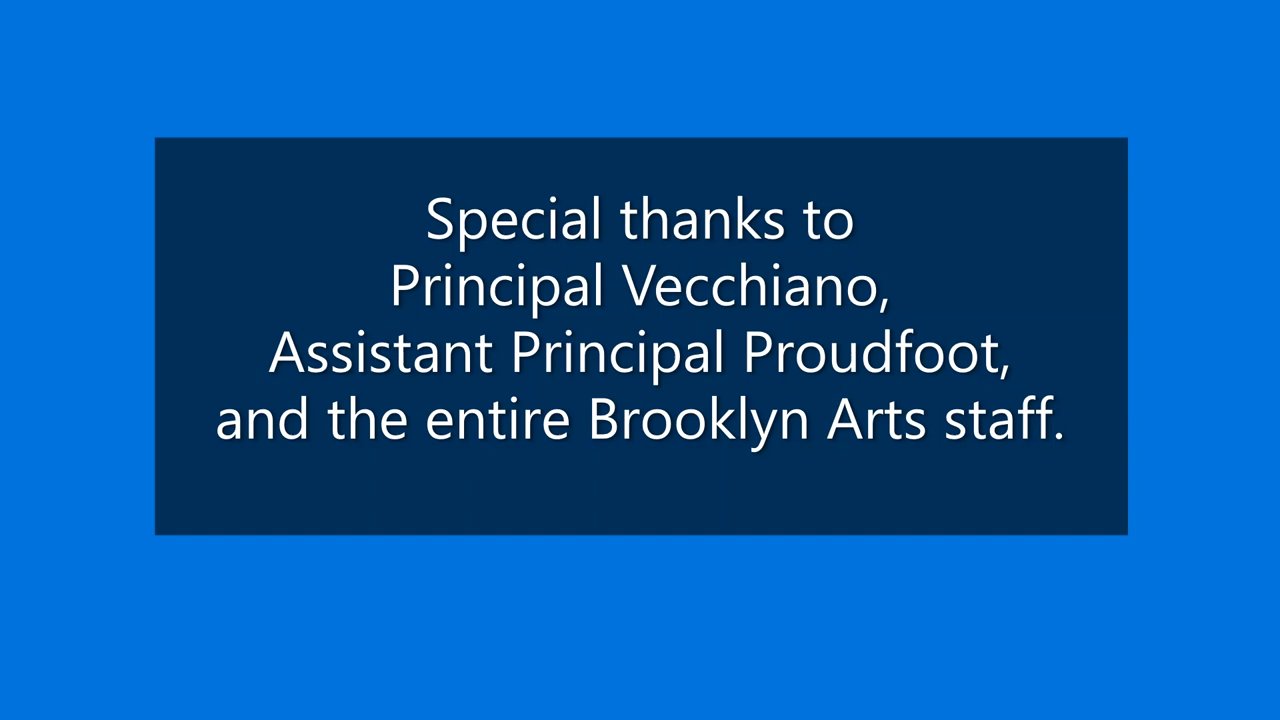 Special thanks to
Principal Vecchiano,
Assistant Principal Proudfoot,
and the entire Brooklyn Arts staff.